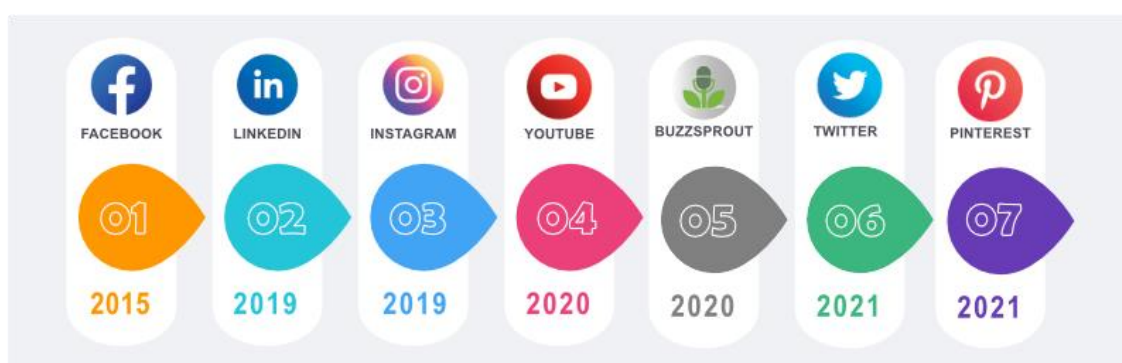 FACEBOOK
LINKEDIN
INSTAGRAM
YOUTUBE
BUZZSPROUT
TWITTER
PINTEREST
01
02
03
04
05
06
07
2015
2019
2019
2020
2020
2021
2021